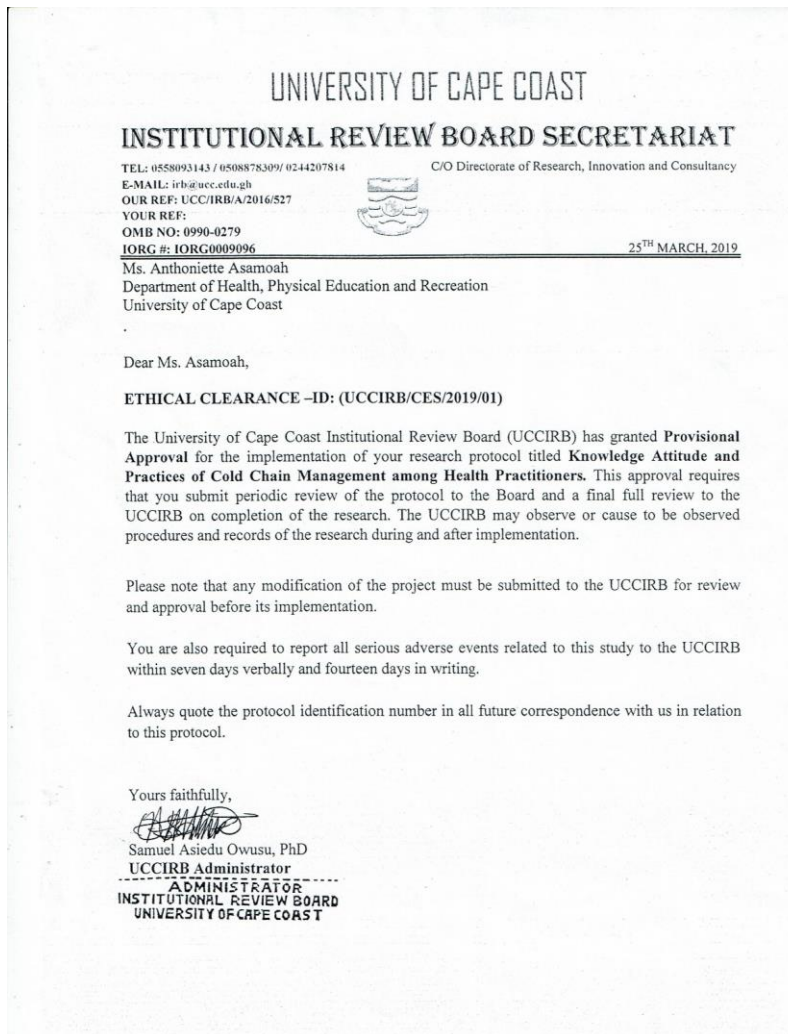 UNIVERSITY OF CAPE COAST
INSTITUTIONAL REVIEW BOARD SECRETARIAT
TEL: 0558093143 / 0508878309/ 0244207814
C/O Directorate of Research, Innovation and Consultancy
E-MAIL: irb@ucc.edu.gh
OUR REF: UCC/IRB/A/2016/527
YOUR REF:
OMB NO: 0990-0279
IORG #: IORG0009096
25TH MARCH, 2019
Ms. Anthoniette Asamoah
Department of Health, Physical Education and Recreation
University of Cape Coast
.
Dear Ms. Asamoah,
ETHICAL CLEARANCE –ID: (UCCIRB/CES/2019/01)
The University of Cape Coast Institutional Review Board (UCCIRB) has granted Provisional
Approval for the implementation of your research protocol titled Knowledge Attitude and
Practices of Cold Chain Management among Health Practitioners. This approval requires
that you submit periodic review of the protocol to the Board and a final full review to the
UCCIRB on completion of the research. The UCCIRB may observe or cause to be observed
procedures and records of the research during and after implementation.
Please note that any modification of the project must be submitted to the UCCIRB for review
and approval before its implementation.
You are also required to report all serious adverse events related to this study to the UCCIRB
within seven days verbally and fourteen days in writing.
Always quote the protocol identification number in all future correspondence with us in relation
to this protocol.
Yours faithfully,
Samuel Asiedu Owusu, PhD
UCCIRB Administrator
ADMINISTRATOR
INSTITUTIONAL REVIEW BOARD
UNIVERSITY OF CAPE COAST